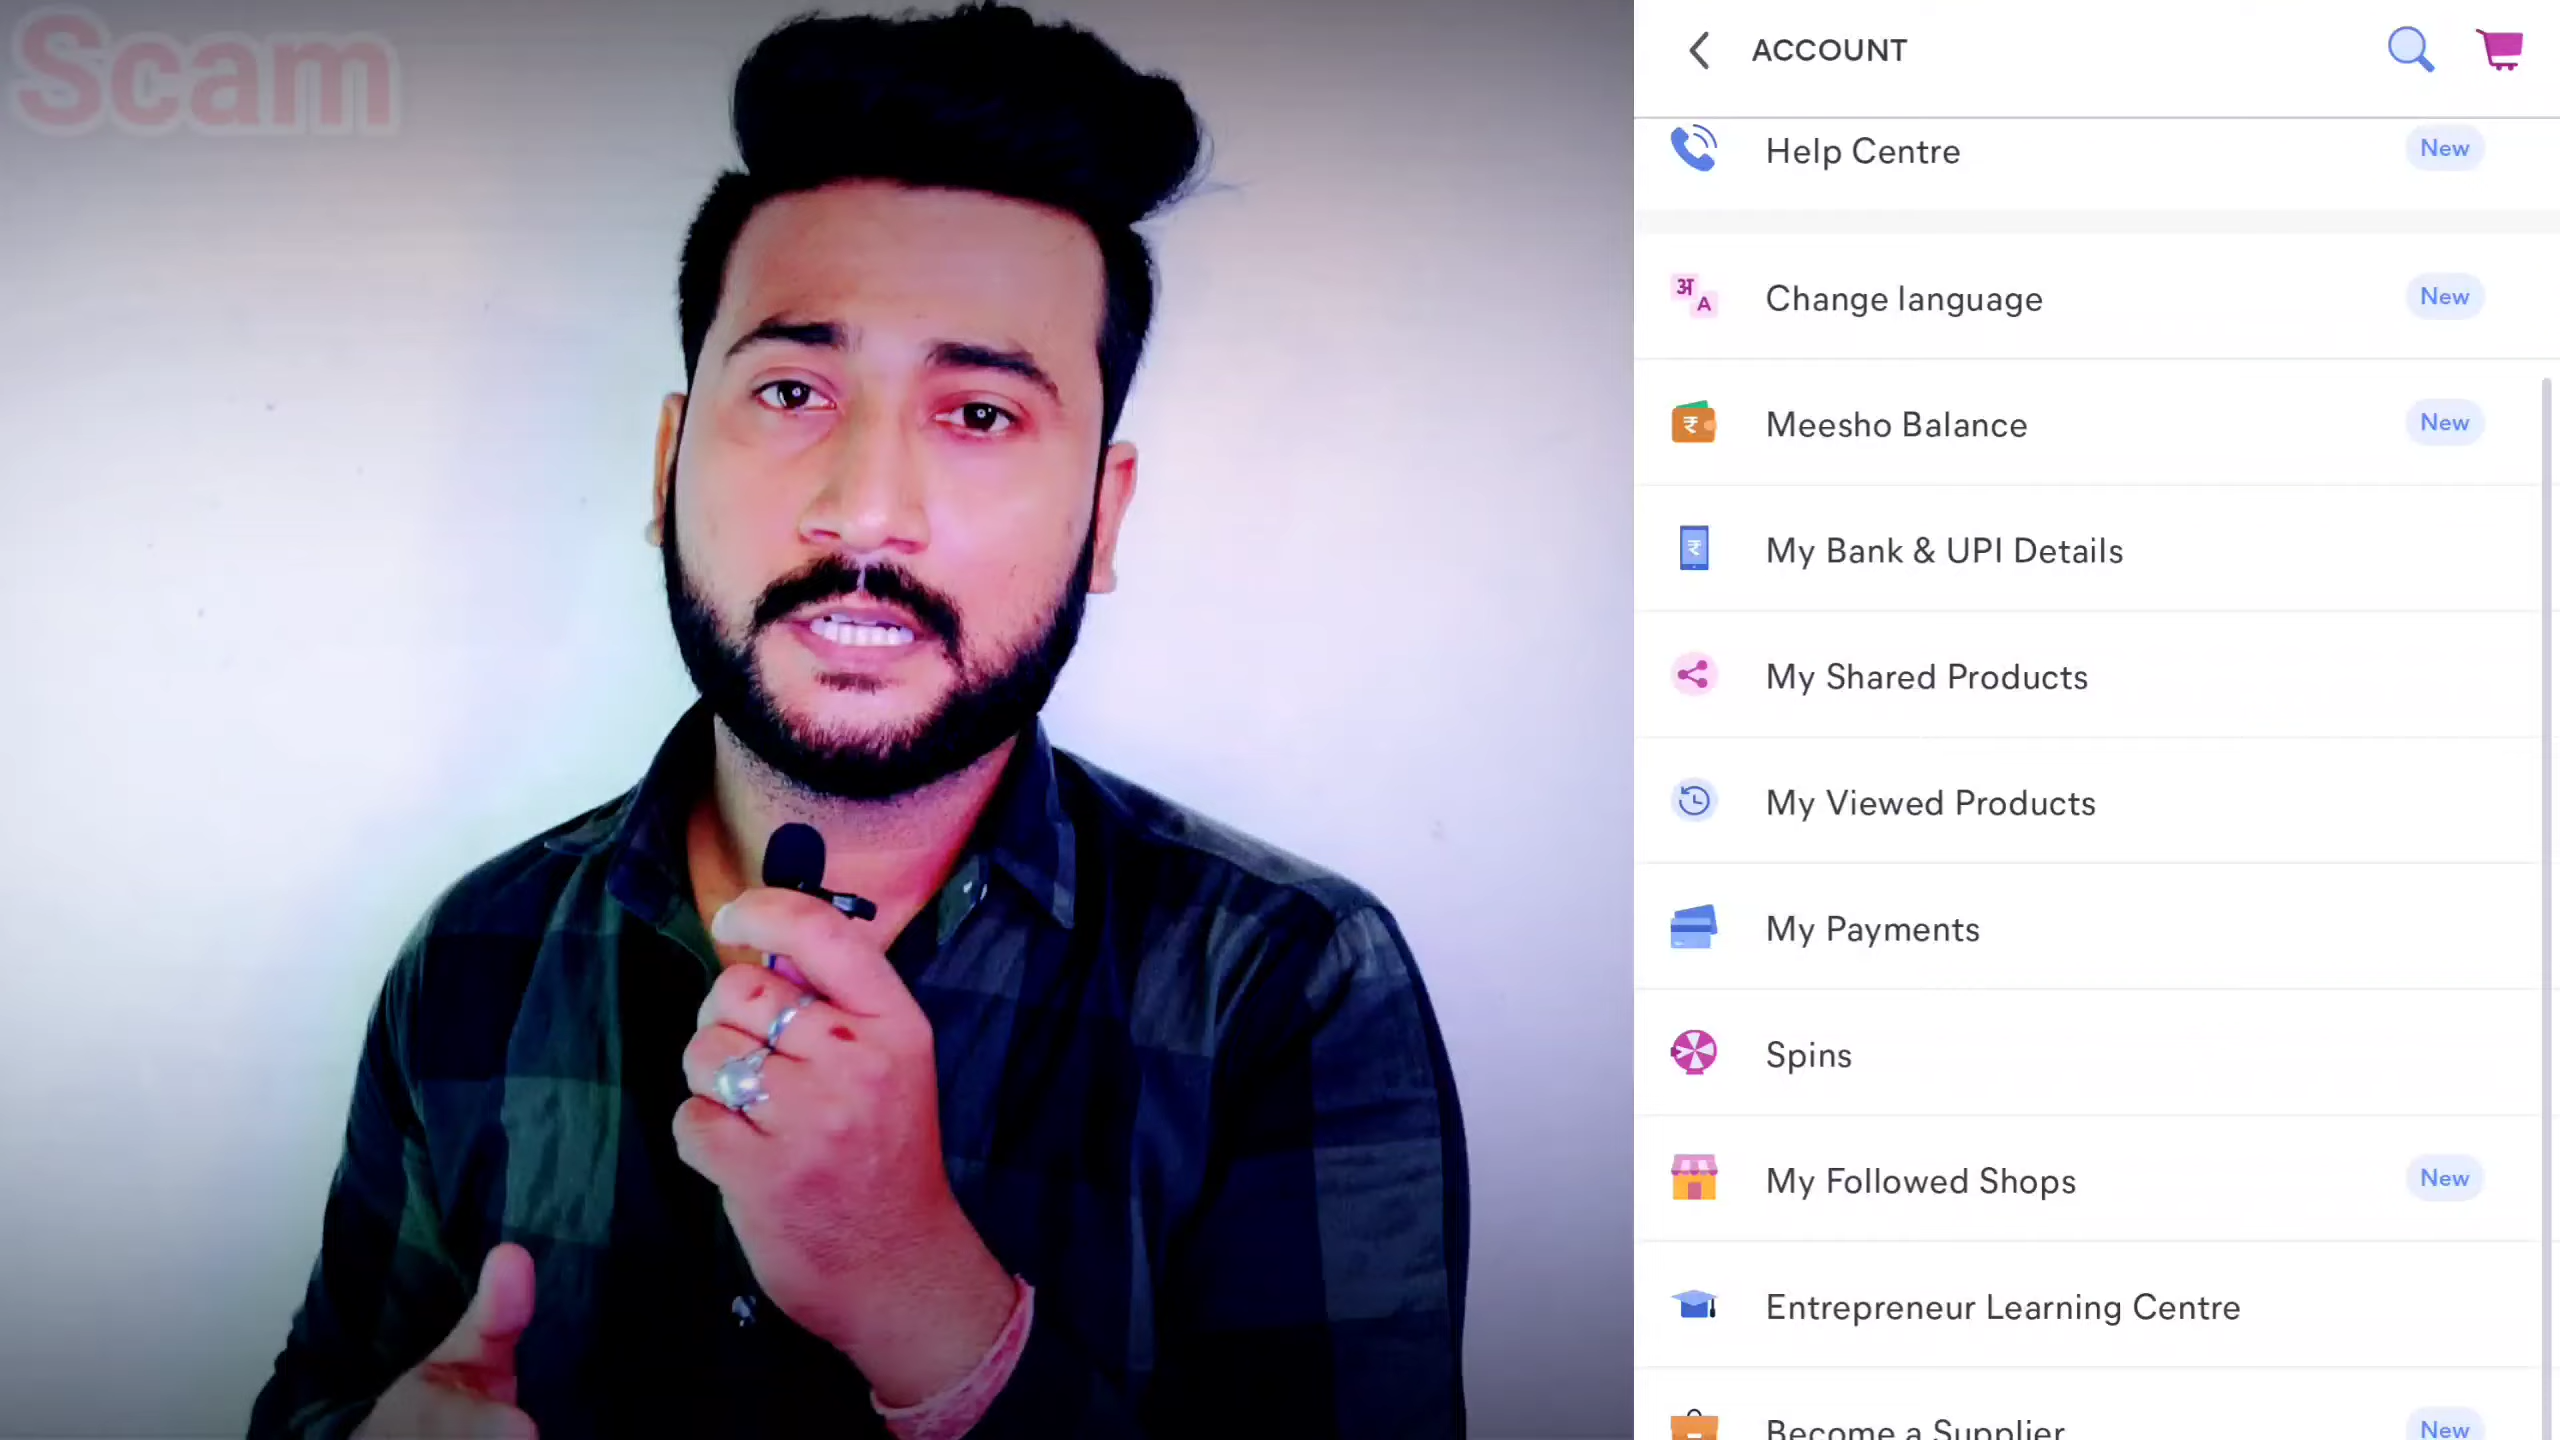 Scam
ACCOUNT
Help Centre
New
अ
A
Change language
New
₹
Meesho Balance
New
₹
My Bank & UPI Details
My Shared Products
My Viewed Products
My Payments
Spins
My Followed Shops
New
Entrepreneur Learning Centre
Become a Supplier
New